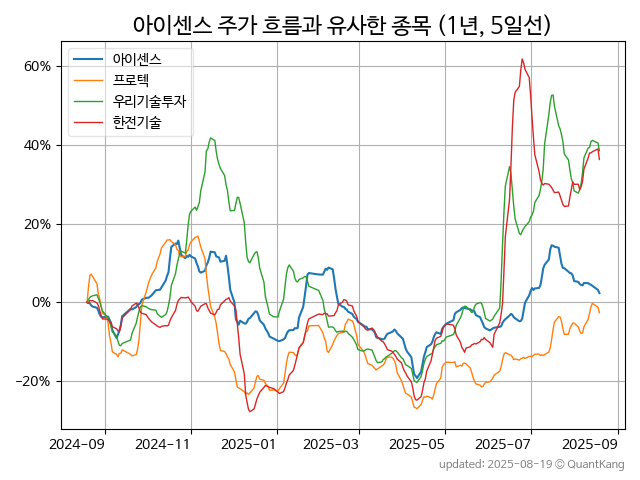 아이센스 주가 흐름과 유사한 종목 (1년, 5일선)
아이센스
프로텍
우리기술투자
한전기술
60%
40%
20%
0%
−20%
2024-09 2024-11 2025-01 2025-03 2025-05 2025-07 2025-09
updated: 2025-08-19 © QuantKang